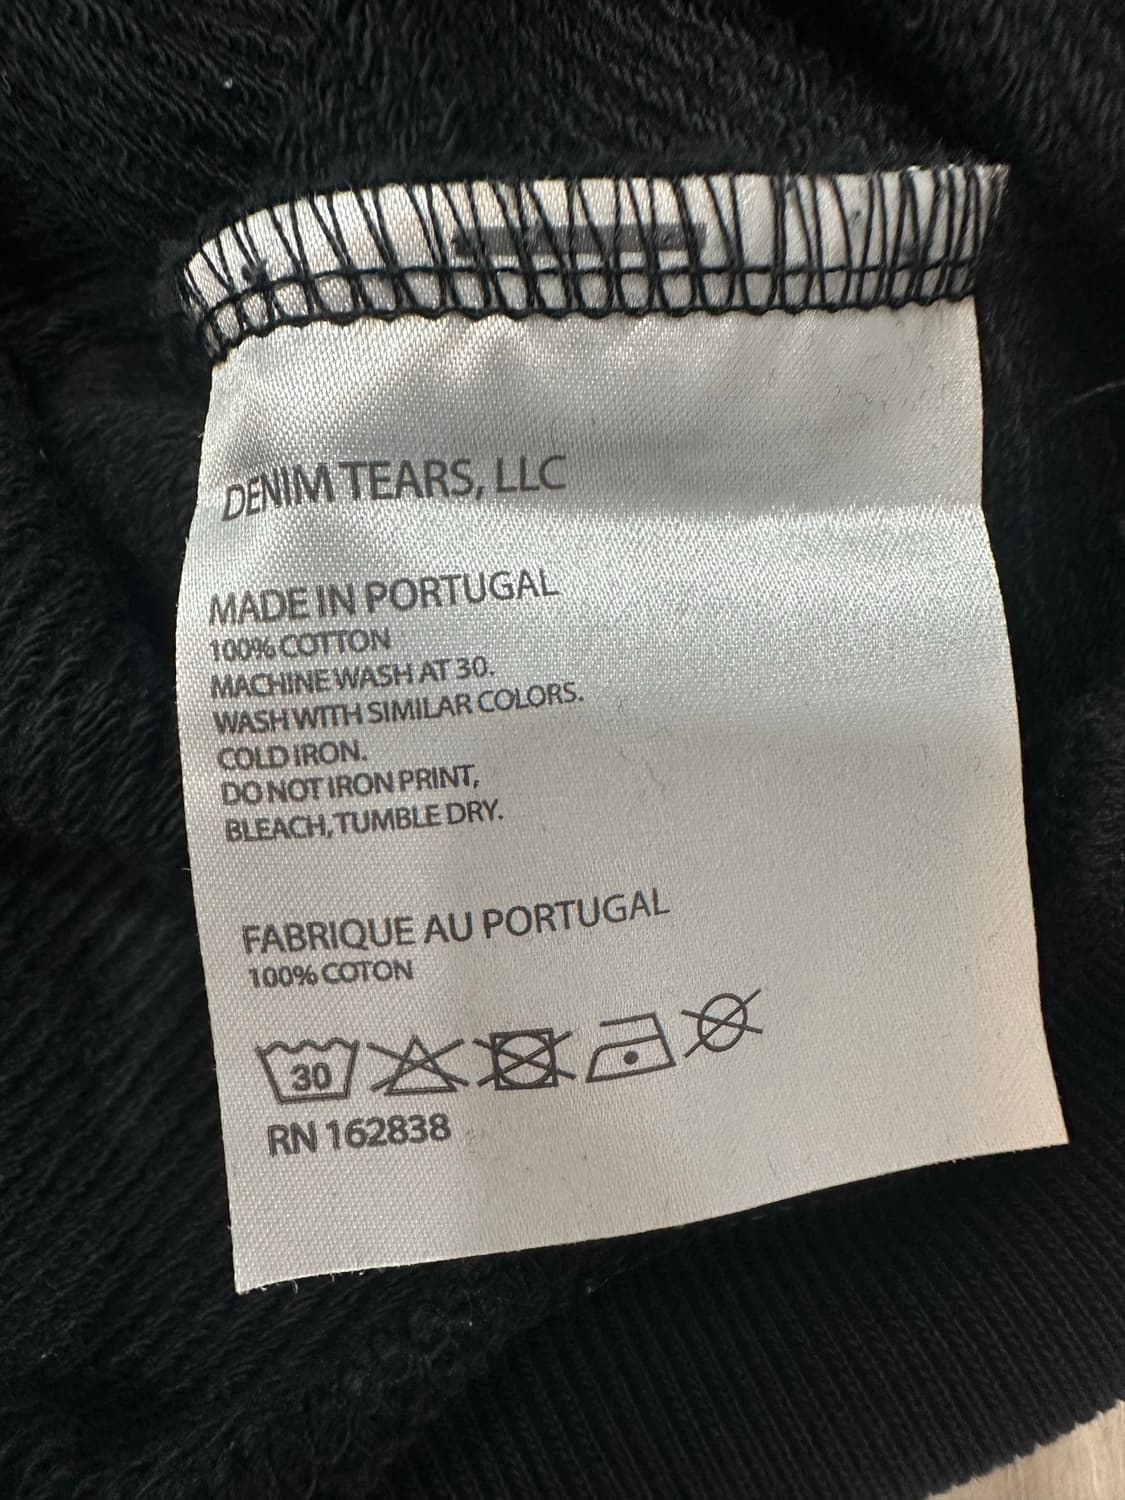 DENIM TEARS, LLC
MADE IN PORTUGAL
100% COTTON
MACHINE WASH AT 30.
WASH WITH SIMILAR COLORS.
COLD IRON.
DO NOT IRON PRINT,
BLEACH, TUMBLE DRY.
FABRIQUE AU PORTUGAL
100% COTON
30
RN 162838